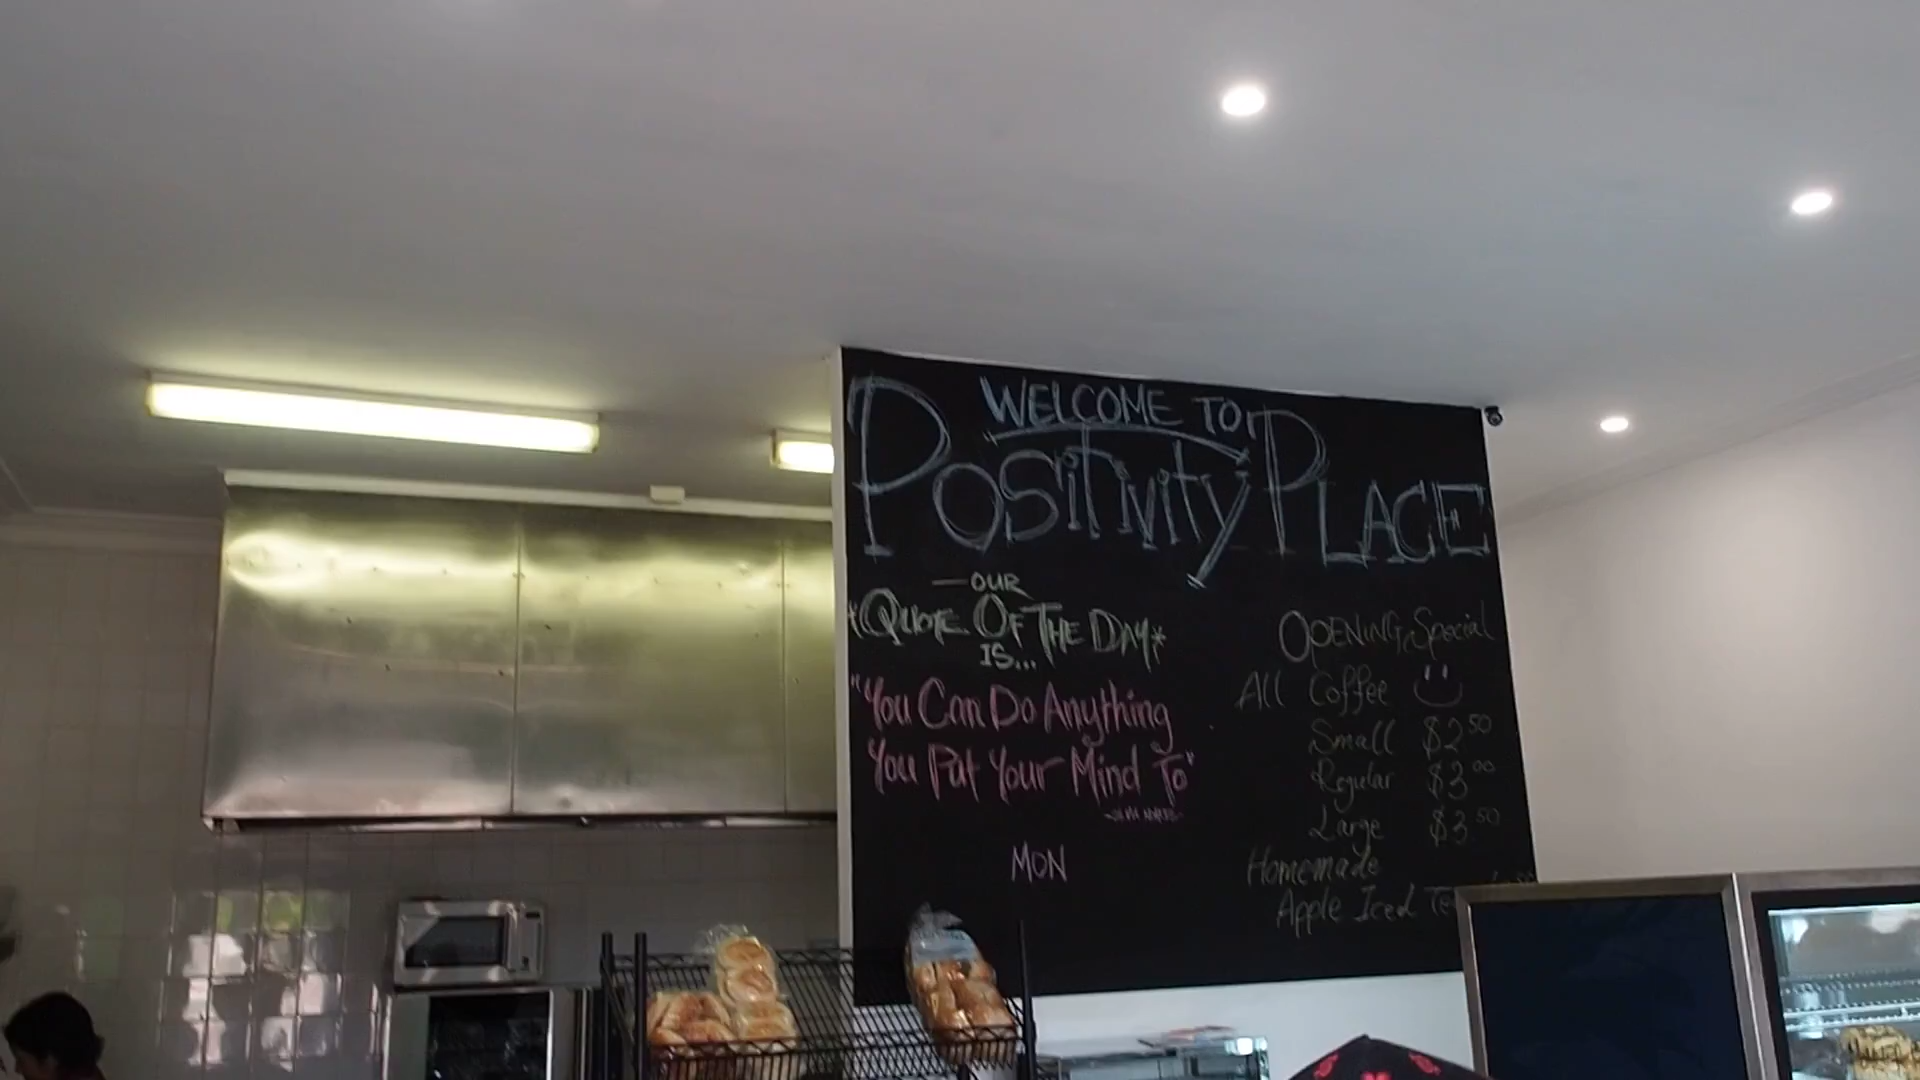 WELCOME TO
POSITIVITY PLACE
—OUR
*QUOTE OF THE DAY*
IS...
"You Can Do Anything
You Put Your Mind To"
MON
OPENING Special
All Coffee
Small $2.50
Regular $3.00
Large $3.50
Homemade
Apple Iced